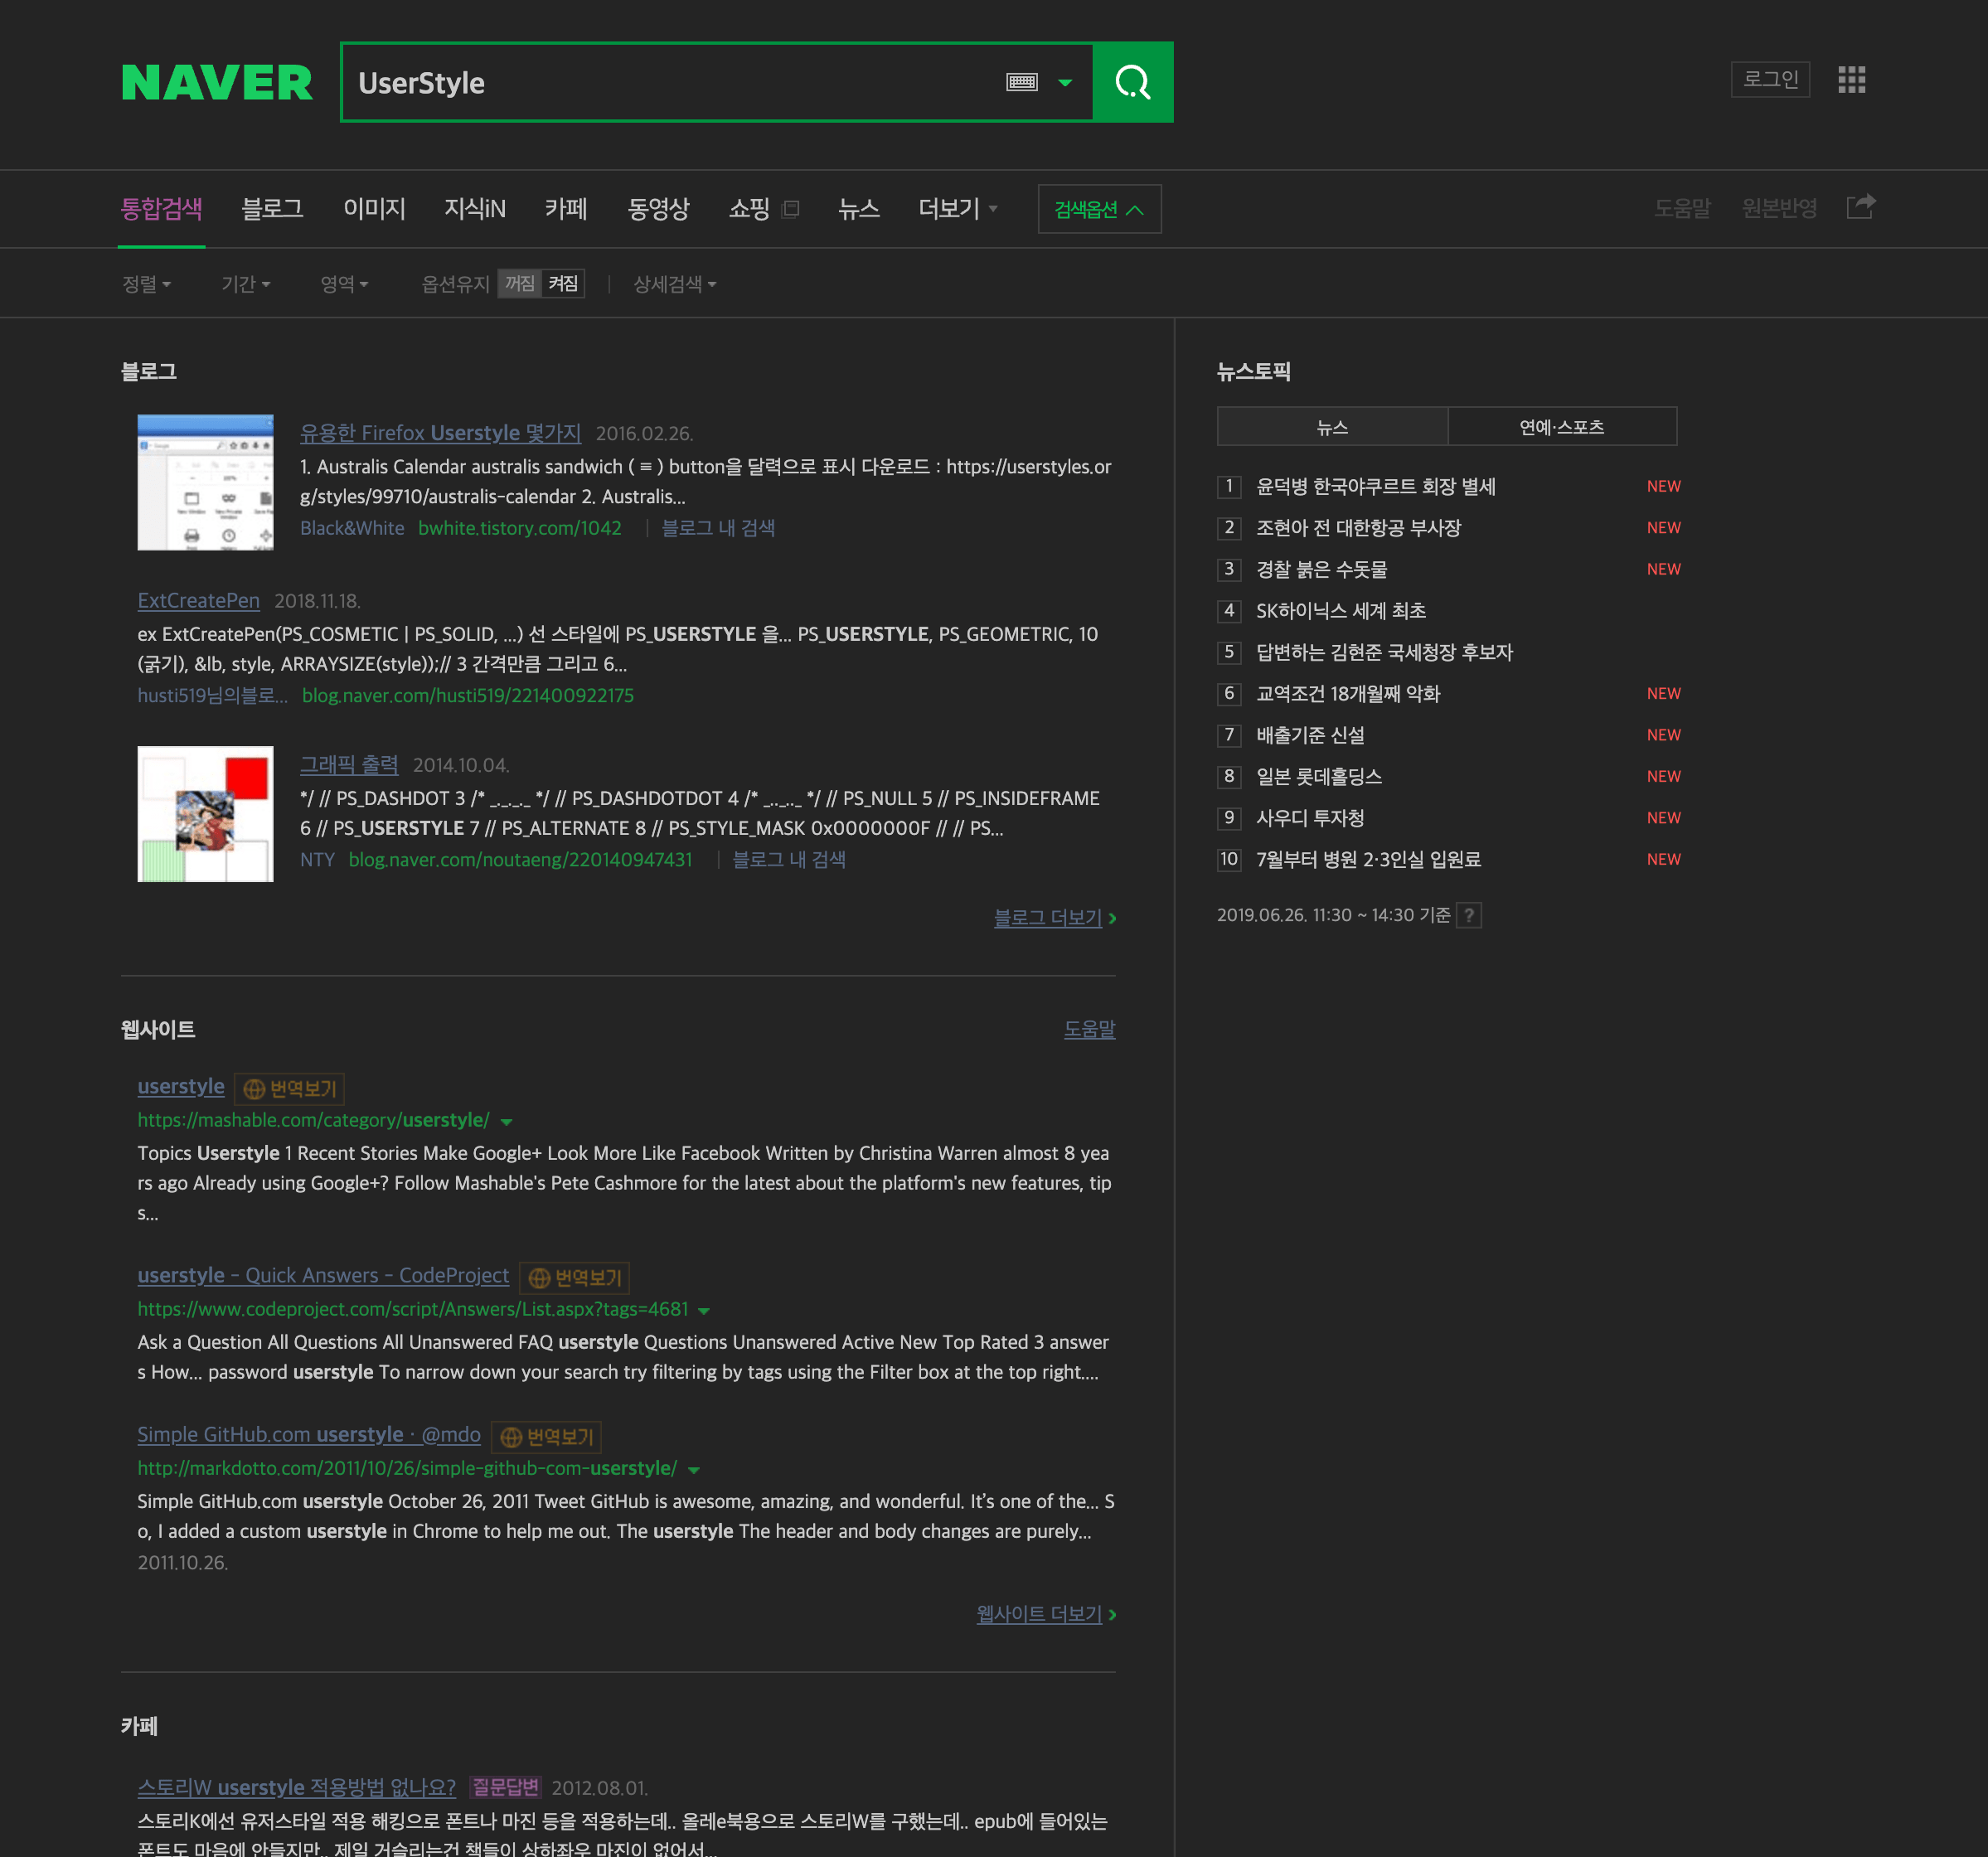 NAVER
UserStyle
로그인
통합검색 블로그 이미지 지식iN 카페 동영상 쇼핑 뉴스 더보기 검색옵션 도움말 원본반영
정렬 기간 영역 옵션유지 꺼짐 켜짐 상세검색
블로그
유용한 Firefox Userstyle 몇가지 2016.02.26.
1. Australis Calendar australis sandwich ( ≡ ) button을 달력으로 표시 다운로드 : https://userstyles.or
g/styles/99710/australis-calendar 2. Australis...
Black&White bwhite.tistory.com/1042 | 블로그 내 검색
ExtCreatePen 2018.11.18.
ex ExtCreatePen(PS_COSMETIC | PS_SOLID, ...) 선 스타일에 PS_USERSTYLE 을... PS_USERSTYLE, PS_GEOMETRIC, 10
(굵기), &lb, style, ARRAYSIZE(style));// 3 간격만큼 그리고 6...
husti519님의블로... blog.naver.com/husti519/221400922175
그래픽 출력 2014.10.04.
*/ // PS_DASHDOT 3 /* _._._._ */ // PS_DASHDOTDOT 4 /* _.._.._ */ // PS_NULL 5 // PS_INSIDEFRAME
6 // PS_USERSTYLE 7 // PS_ALTERNATE 8 // PS_STYLE_MASK 0x0000000F // // PS...
NTY blog.naver.com/noutaeng/220140947431 | 블로그 내 검색
블로그 더보기
웹사이트 도움말
userstyle 번역보기
https://mashable.com/category/userstyle/
Topics Userstyle 1 Recent Stories Make Google+ Look More Like Facebook Written by Christina Warren almost 8 yea
rs ago Already using Google+? Follow Mashable's Pete Cashmore for the latest about the platform's new features, tip
s...
userstyle - Quick Answers - CodeProject 번역보기
https://www.codeproject.com/script/Answers/List.aspx?tags=4681
Ask a Question All Questions All Unanswered FAQ userstyle Questions Unanswered Active New Top Rated 3 answer
s How... password userstyle To narrow down your search try filtering by tags using the Filter box at the top right....
Simple GitHub.com userstyle · @mdo 번역보기
http://markdotto.com/2011/10/26/simple-github-com-userstyle/
Simple GitHub.com userstyle October 26, 2011 Tweet GitHub is awesome, amazing, and wonderful. It's one of the... S
o, I added a custom userstyle in Chrome to help me out. The userstyle The header and body changes are purely...
2011.10.26.
웹사이트 더보기
카페
스토리W userstyle 적용방법 없나요? 질문답변 2012.08.01.
스토리K에선 유저스타일 적용 해킹으로 폰트나 마진 등을 적용하는데.. 올레e북용으로 스토리W를 구했는데.. epub에 들어있는
폰트도 마음에 안들지만.. 제일 거슬리는건 책들이 상하좌우 마진이 없어서...
뉴스토픽
뉴스 연예·스포츠
1 윤덕병 한국야쿠르트 회장 별세 NEW
2 조현아 전 대한항공 부사장 NEW
3 경찰 붉은 수돗물 NEW
4 SK하이닉스 세계 최초
5 답변하는 김현준 국세청장 후보자
6 교역조건 18개월째 악화 NEW
7 배출기준 신설 NEW
8 일본 롯데홀딩스 NEW
9 사우디 투자청 NEW
10 7월부터 병원 2·3인실 입원료 NEW
2019.06.26. 11:30 ~ 14:30 기준 ?